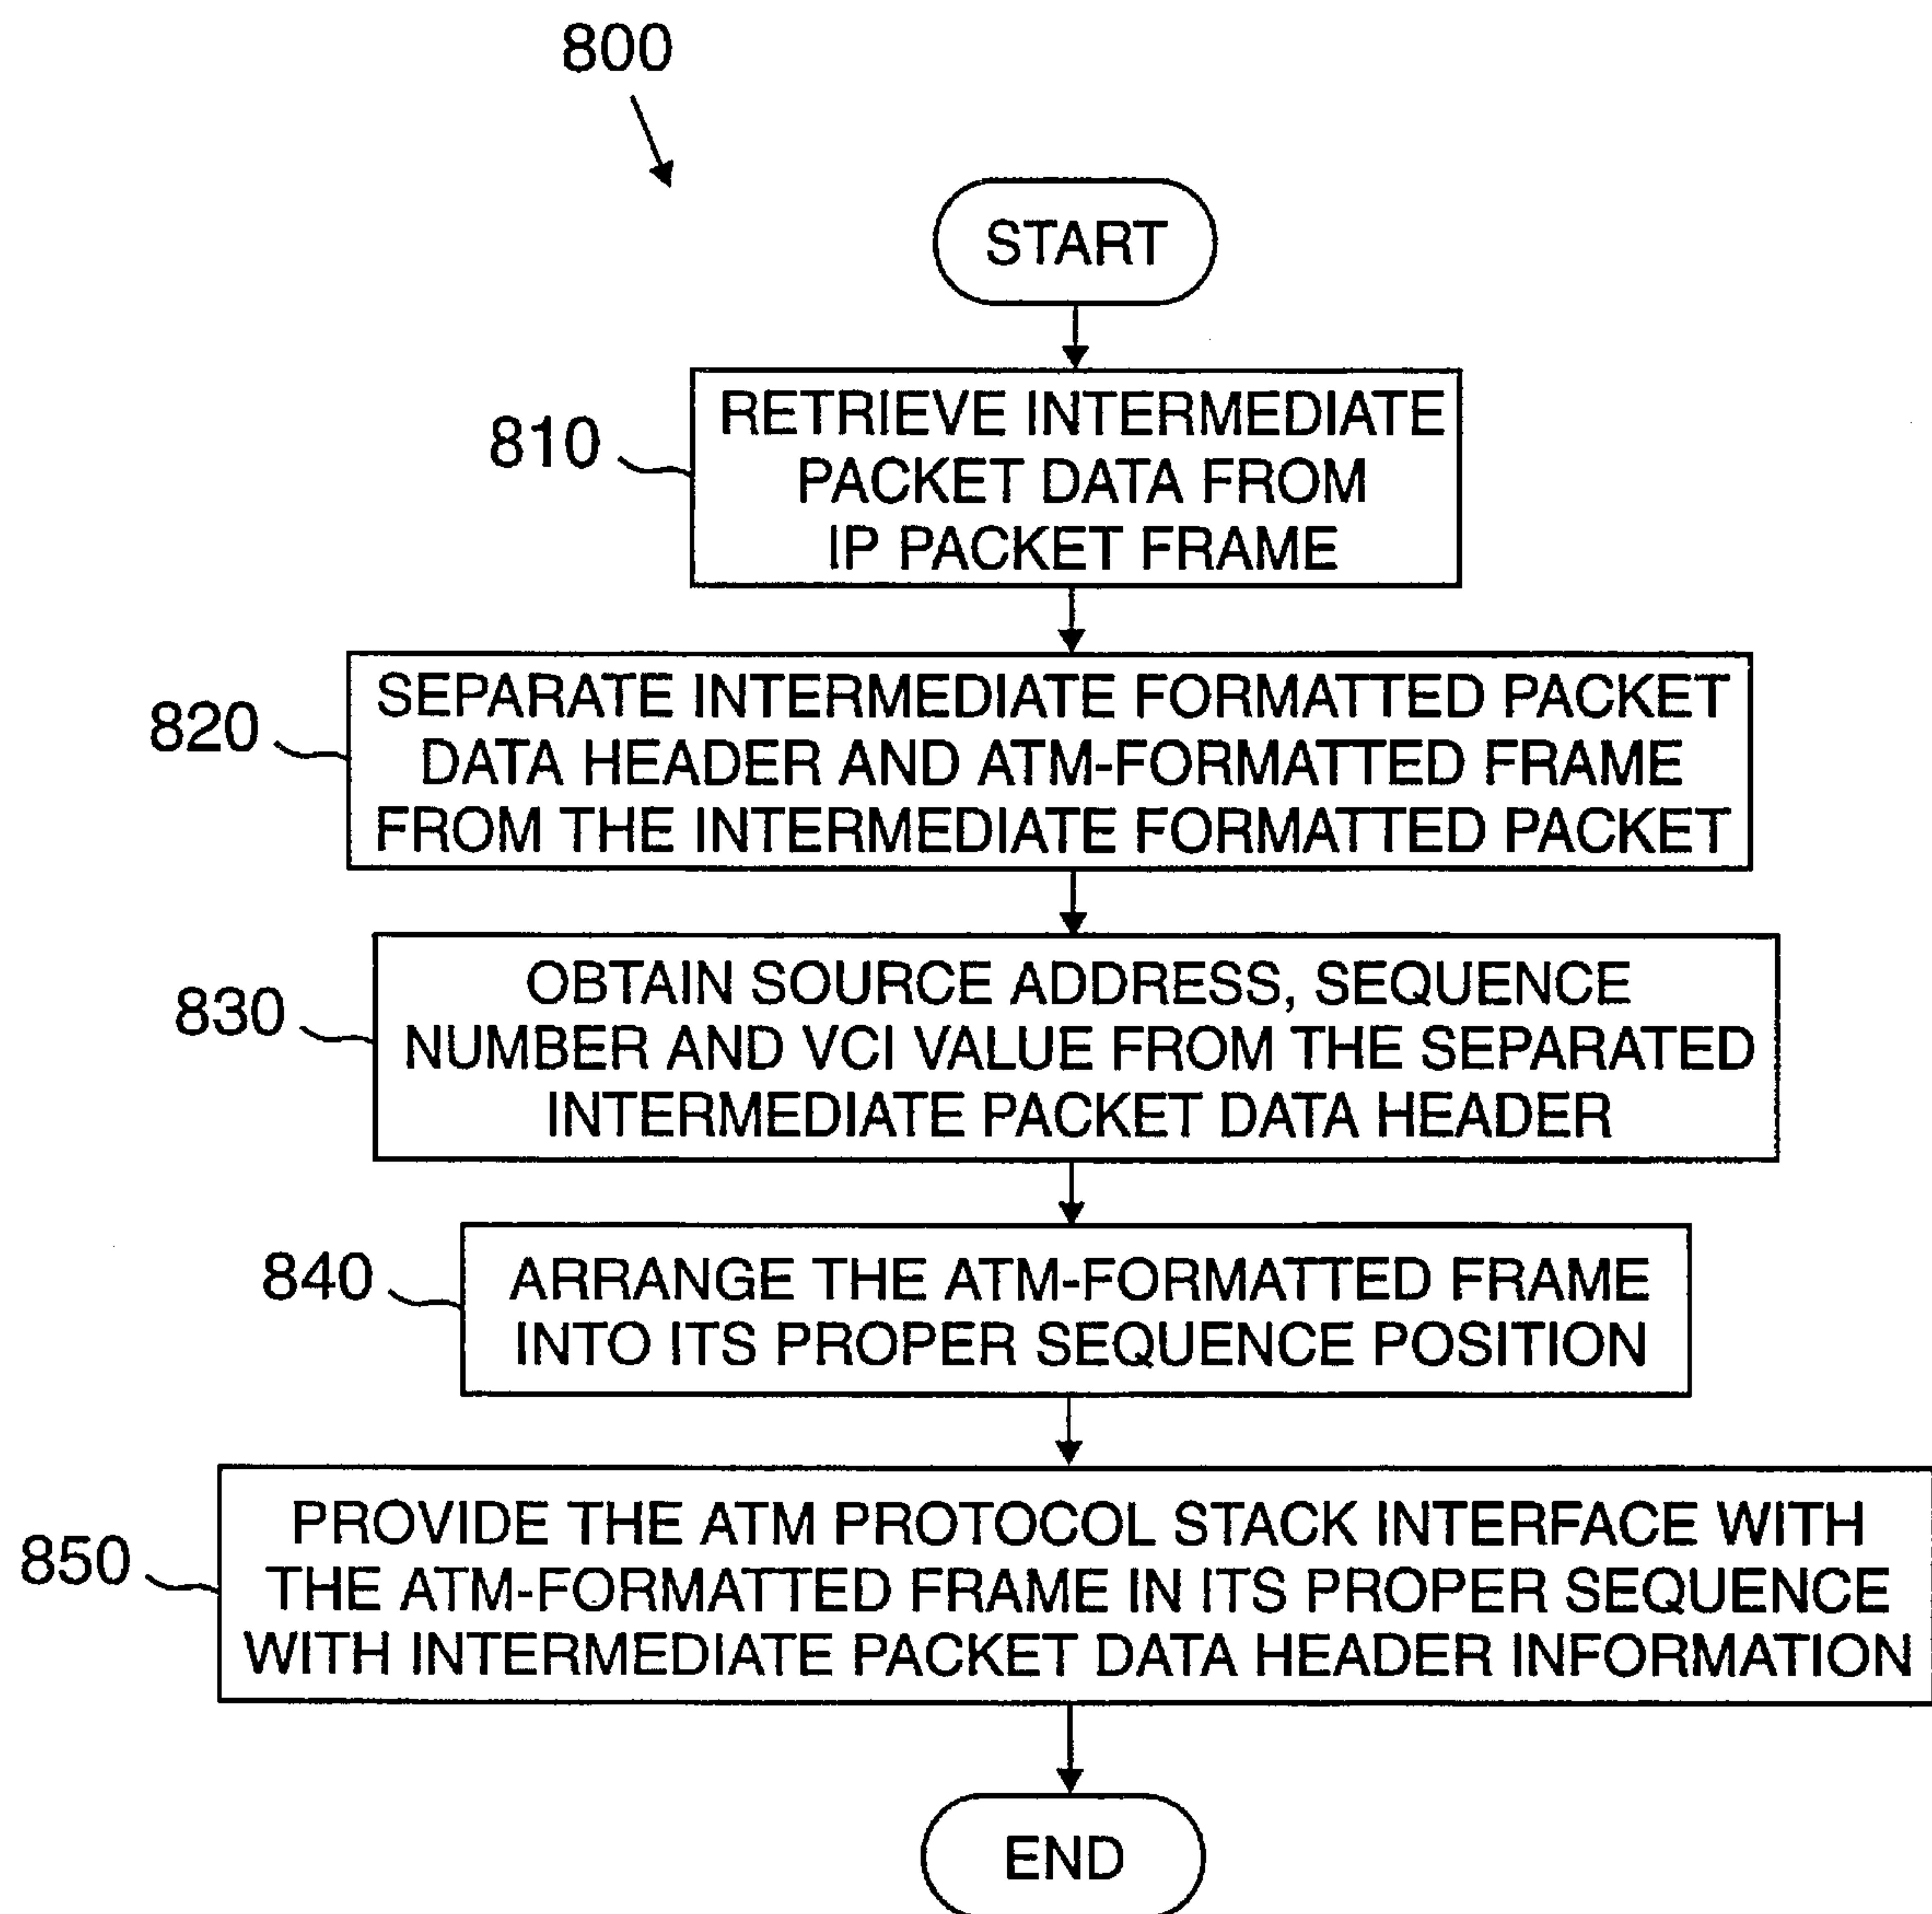 800
START
810
RETRIEVE INTERMEDIATE
PACKET DATA FROM
IP PACKET FRAME
820
SEPARATE INTERMEDIATE FORMATTED PACKET
DATA HEADER AND ATM-FORMATTED FRAME
FROM THE INTERMEDIATE FORMATTED PACKET
830
OBTAIN SOURCE ADDRESS, SEQUENCE
NUMBER AND VCI VALUE FROM THE SEPARATED
INTERMEDIATE PACKET DATA HEADER
840
ARRANGE THE ATM-FORMATTED FRAME
INTO ITS PROPER SEQUENCE POSITION
850
PROVIDE THE ATM PROTOCOL STACK INTERFACE WITH
THE ATM-FORMATTED FRAME IN ITS PROPER SEQUENCE
WITH INTERMEDIATE PACKET DATA HEADER INFORMATION
END